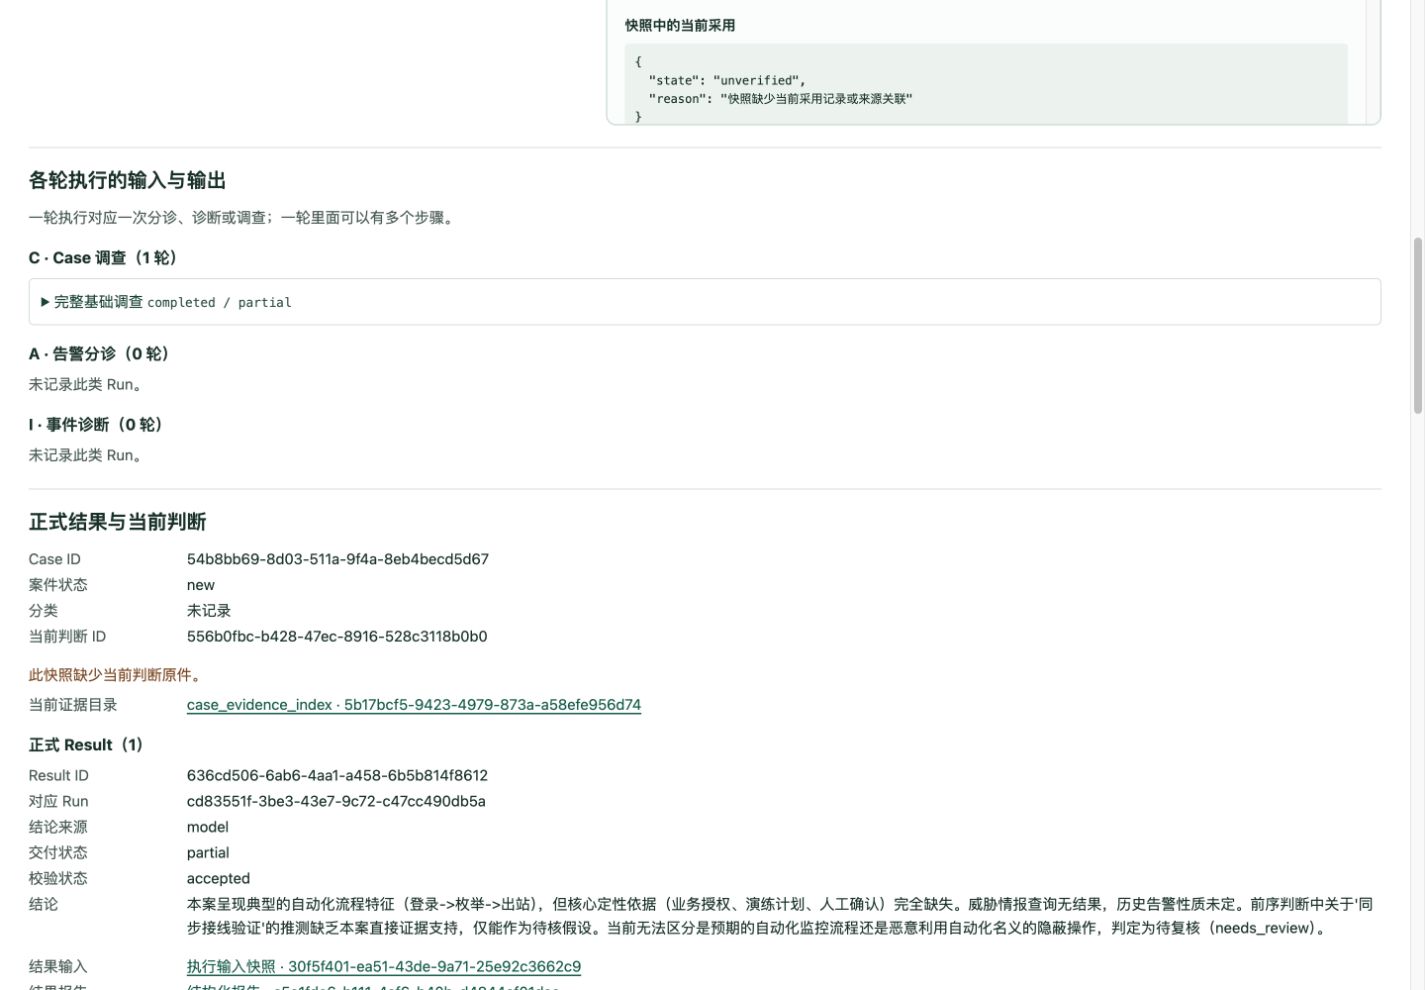 快照中的当前采用
{
"state": "unverified",
"reason": "快照缺少当前采用记录或来源关联"
}
各轮执行的输入与输出
一轮执行对应一次分诊、诊断或调查；一轮里面可以有多个步骤。
C · Case 调查（1 轮）
▶ 完整基础调查 completed / partial
A · 告警分诊（0 轮）
未记录此类 Run。
I · 事件诊断（0 轮）
未记录此类 Run。
正式结果与当前判断
Case ID 54b8bb69-8d03-511a-9f4a-8eb4becd5d67
案件状态 new
分类 未记录
当前判断 ID 556b0fbc-b428-47ec-8916-528c3118b0b0
此快照缺少当前判断原件。
当前证据目录 case_evidence_index · 5b17bcf5-9423-4979-873a-a58efe956d74
正式 Result（1）
Result ID 636cd506-6ab6-4aa1-a458-6b5b814f8612
对应 Run cd83551f-3be3-43e7-9c72-c47cc490db5a
结论来源 model
交付状态 partial
校验状态 accepted
结论 本案呈现典型的自动化流程特征（登录->枚举->出站），但核心定性依据（业务授权、演练计划、人工确认）完全缺失。威胁情报查询无结果，历史告警性质未定。前序判断中关于'同
步接线验证'的推测缺乏本案直接证据支持，仅能作为待核假设。当前无法区分是预期的自动化监控流程还是恶意利用自动化名义的隐蔽操作，判定为待复核（needs_review）。
结果输入 执行输入快照 · 30f5f401-ea51-43de-9a71-25e92c3662c9